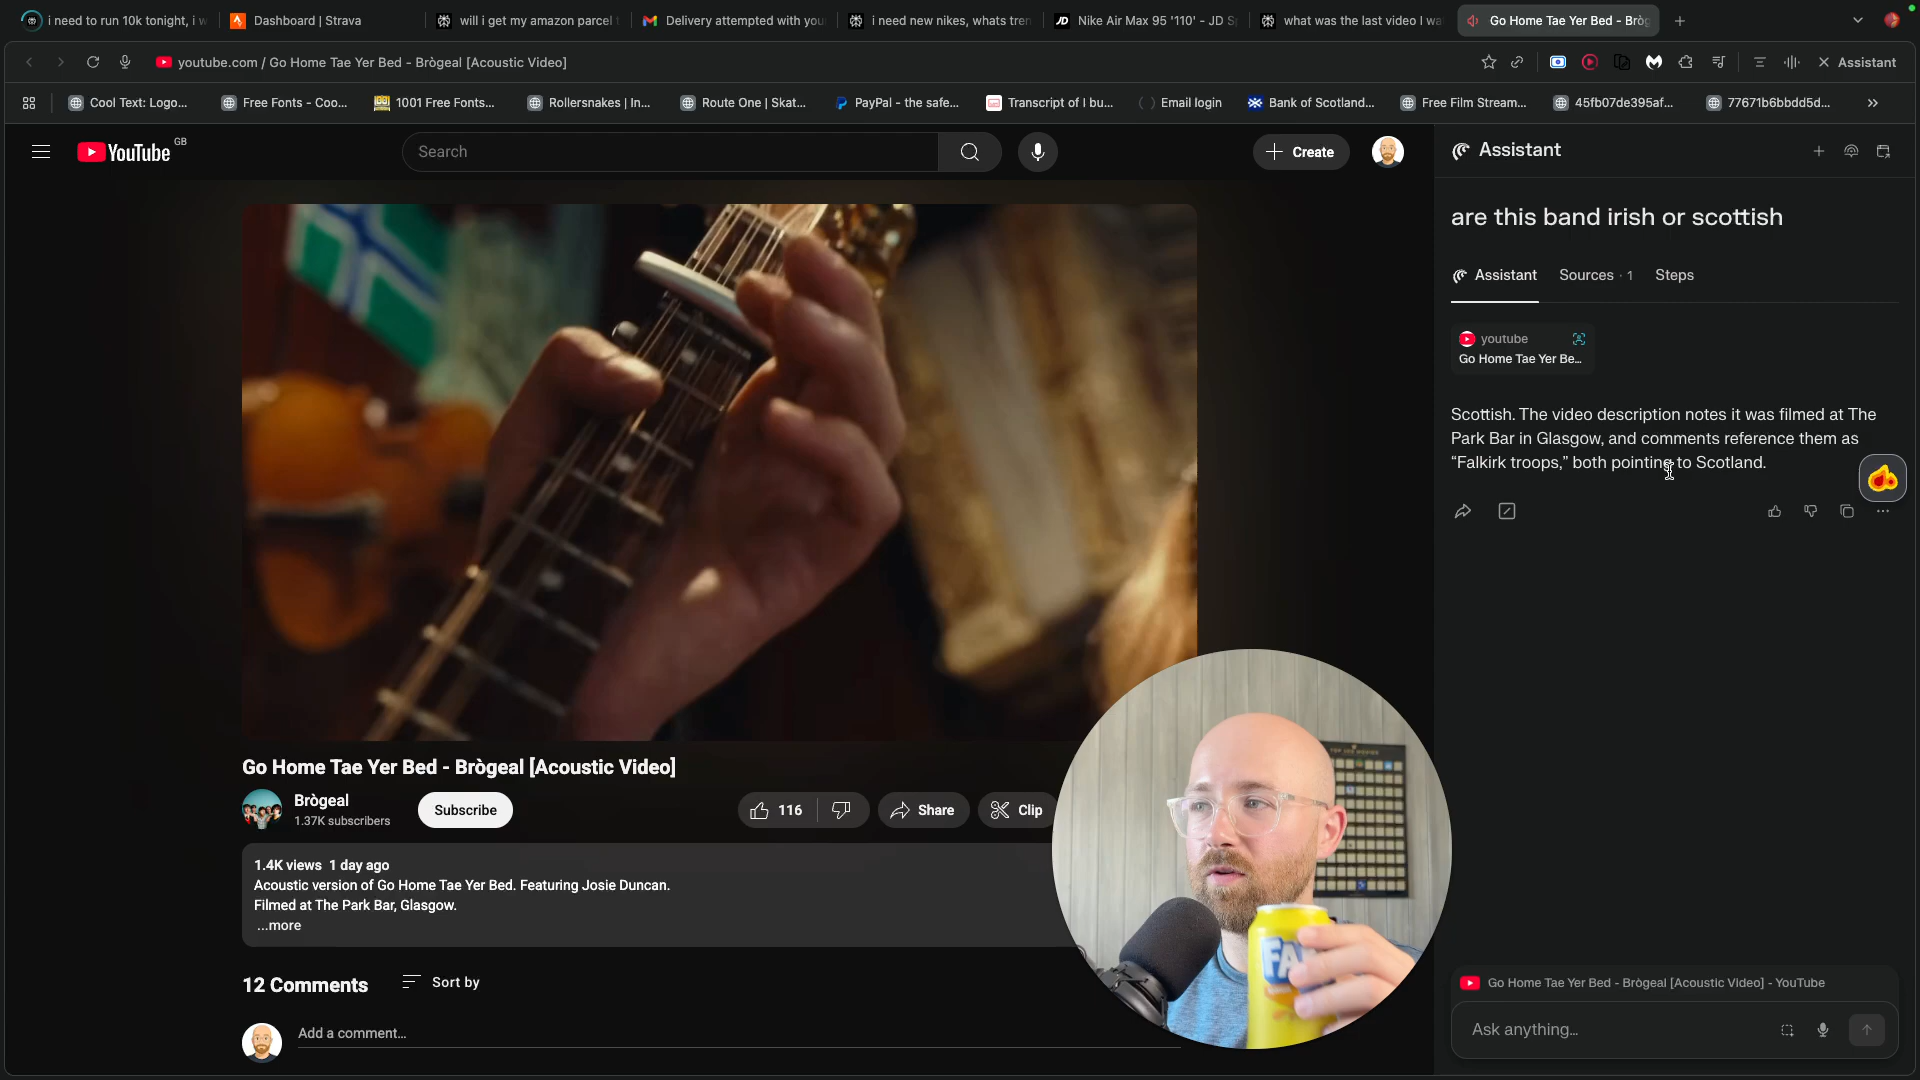 i need to run 10k tonight, i w
Dashboard | Strava
will i get my amazon parcel t
Delivery attempted with you
i need new nikes, whats tren
JD
Nike Air Max 95 '110' - JD S
what was the last video I wa
Go Home Tae Yer Bed - Bròg
youtube.com / Go Home Tae Yer Bed - Brògeal [Acoustic Video]
Assistant
Cool Text: Logo...
Free Fonts - Coo...
1001 Free Fonts...
Rollersnakes | In...
Route One | Skat...
PayPal - the safe...
Transcript of I bu...
Email login
Bank of Scotland...
Free Film Stream...
45fb07de395af...
77671b6bbdd5d...
YouTube GB
Search
Create
Assistant
are this band irish or scottish
Assistant
Sources · 1
Steps
youtube
Go Home Tae Yer Be...
Scottish. The video description notes it was filmed at The
Park Bar in Glasgow, and comments reference them as
“Falkirk troops,” both pointing to Scotland.
Go Home Tae Yer Bed - Brògeal [Acoustic Video]
Brògeal
1.37K subscribers
Subscribe
116
Share
Clip
1.4K views 1 day ago
Acoustic version of Go Home Tae Yer Bed. Featuring Josie Duncan.
Filmed at The Park Bar, Glasgow.
...more
12 Comments
Sort by
Add a comment...
FA
Go Home Tae Yer Bed - Brògeal [Acoustic Video] - YouTube
Ask anything...